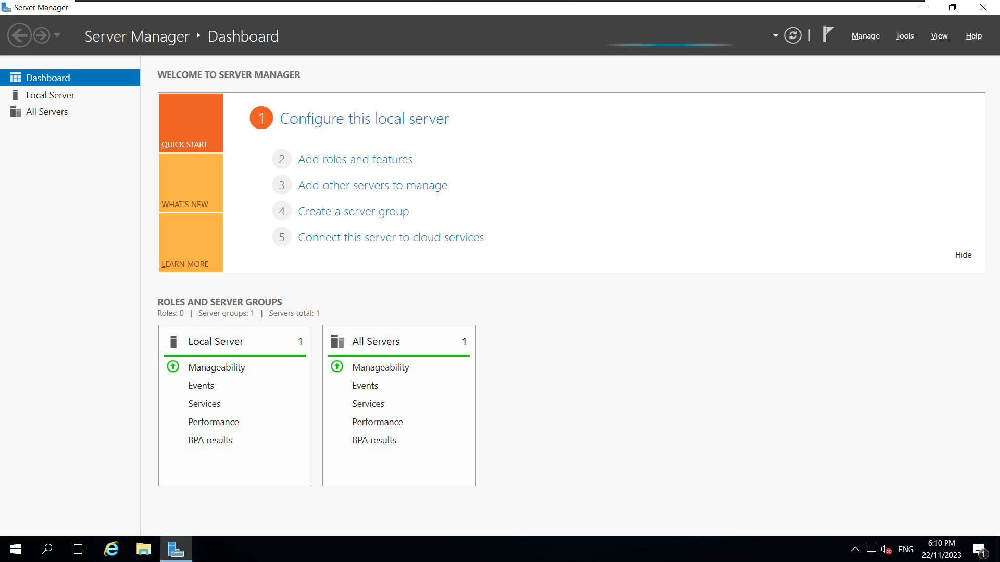 Server Manager
Server Manager ‣ Dashboard
Manage Tools View Help
Dashboard
Local Server
All Servers
WELCOME TO SERVER MANAGER
QUICK START
WHAT'S NEW
LEARN MORE
1 Configure this local server
2 Add roles and features
3 Add other servers to manage
4 Create a server group
5 Connect this server to cloud services
Hide
ROLES AND SERVER GROUPS
Roles: 0 | Server groups: 1 | Servers total: 1
Local Server 1
Manageability
Events
Services
Performance
BPA results
All Servers 1
Manageability
Events
Services
Performance
BPA results
ENG
6:10 PM
22/11/2023
1